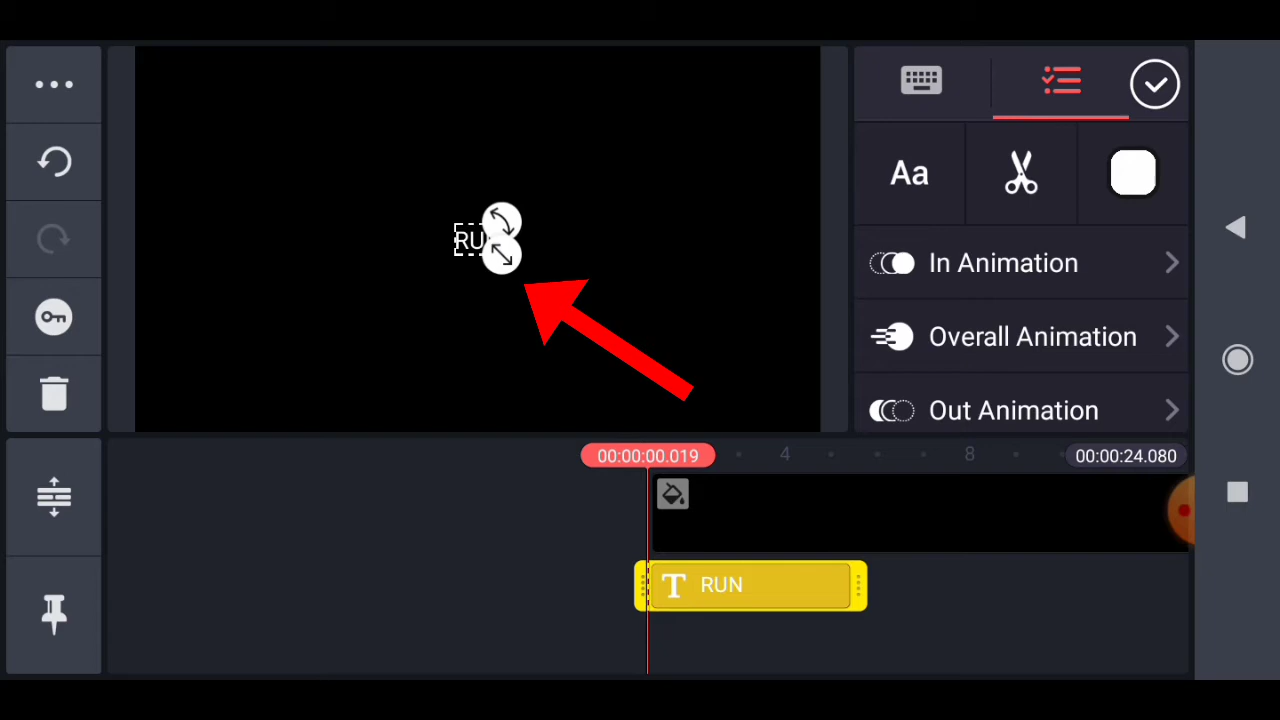 RU
Aa
In Animation
Overall Animation
Out Animation
00:00:00.019
4
8
00:00:24.080
T RUN